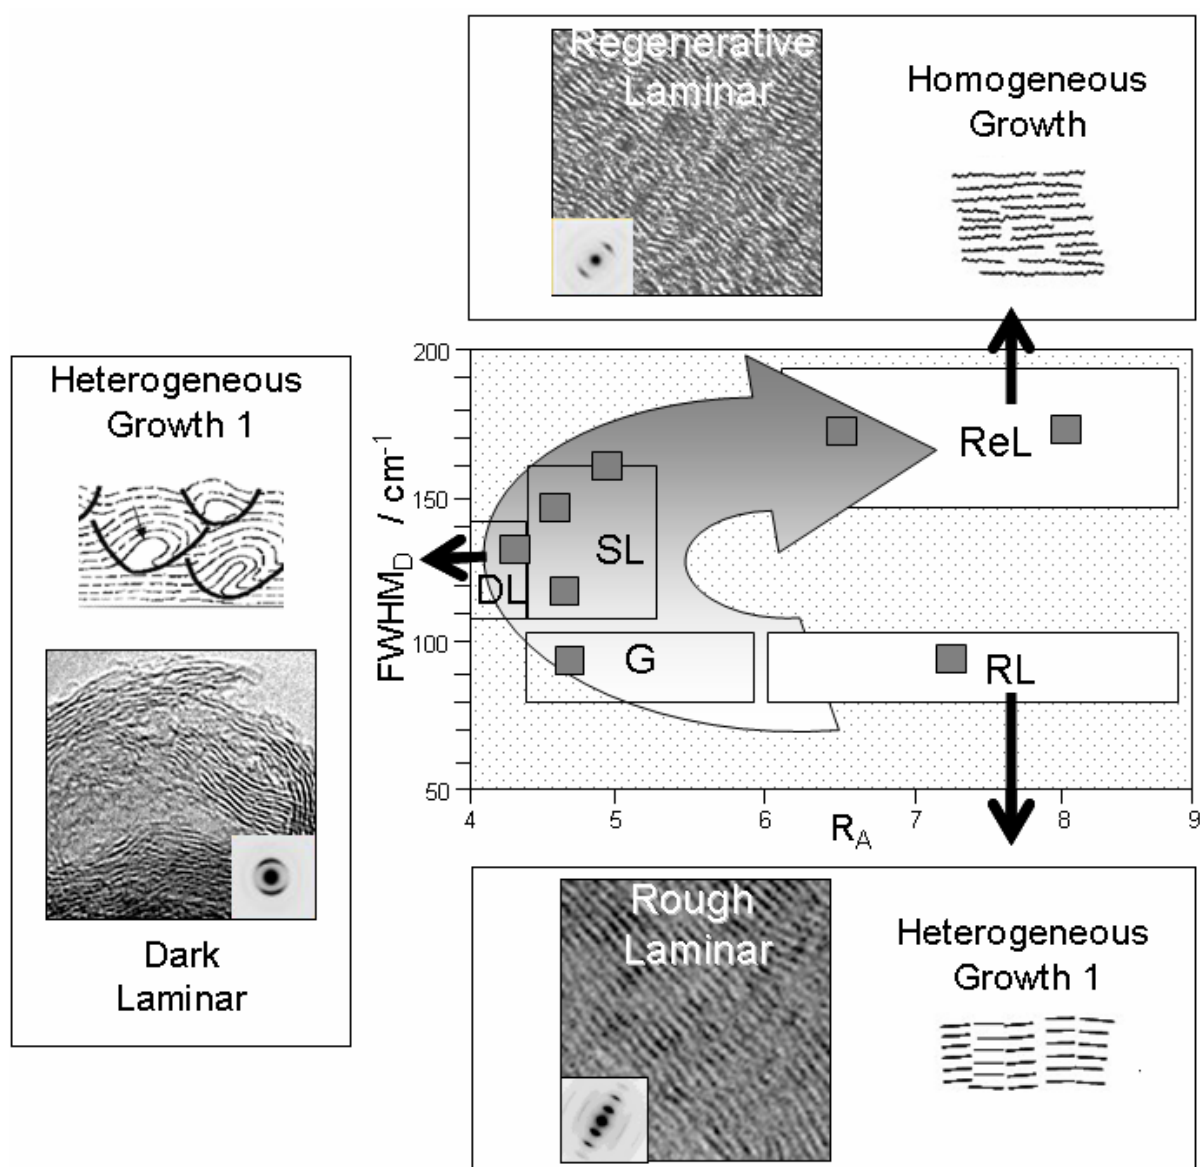 Regenerative
Laminar
Homogeneous
Growth
Heterogeneous
Growth 1
Dark
Laminar
FWHM_D / cm⁻¹
200
150
100
50
ReL
SL
DL
G
RL
4
5
6
7
8
9
R_A
Rough
Laminar
Heterogeneous
Growth 1